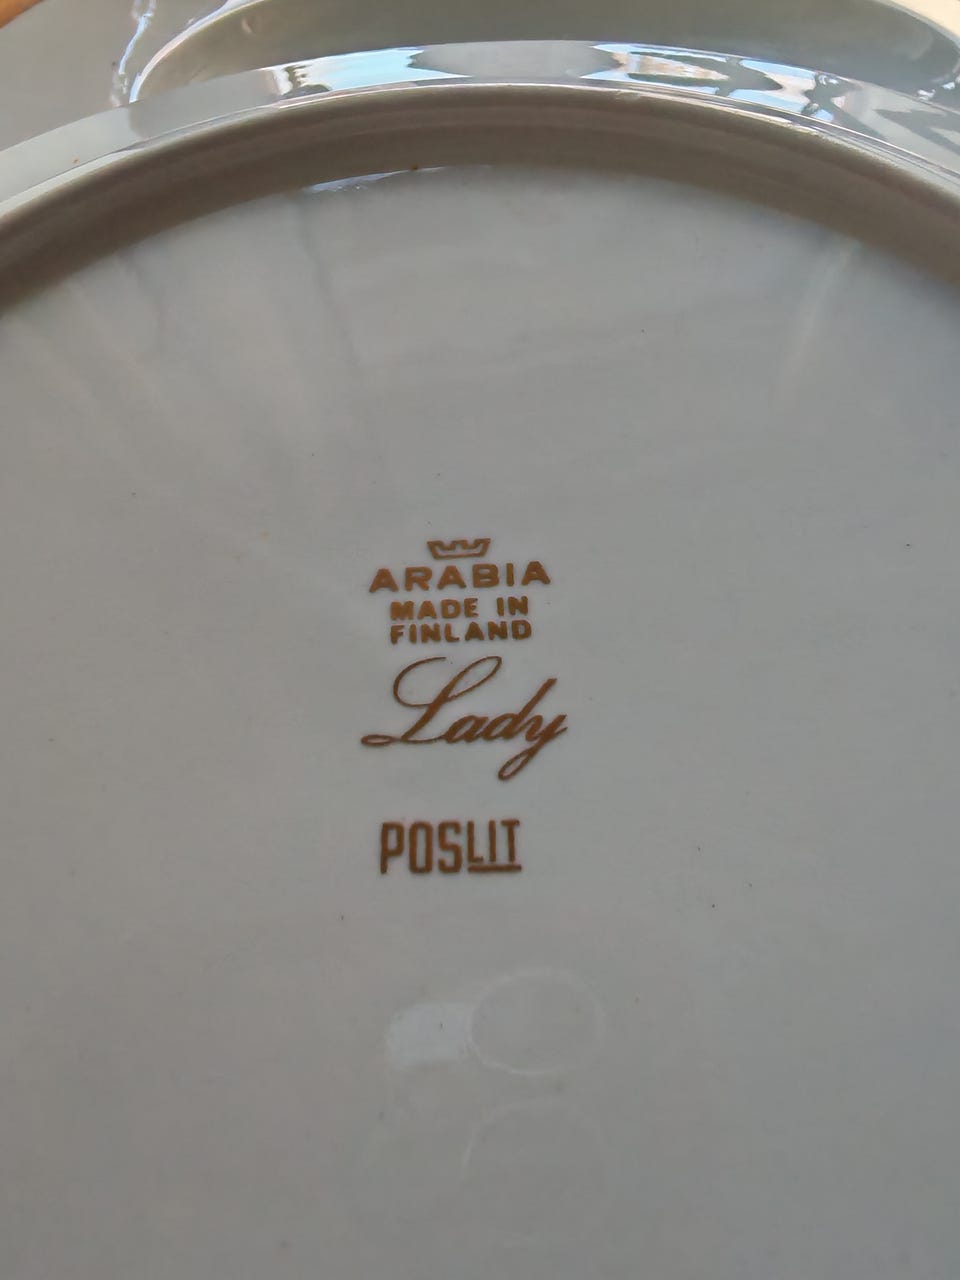 ARABIA
MADE IN
FINLAND
Lady
POSLIT